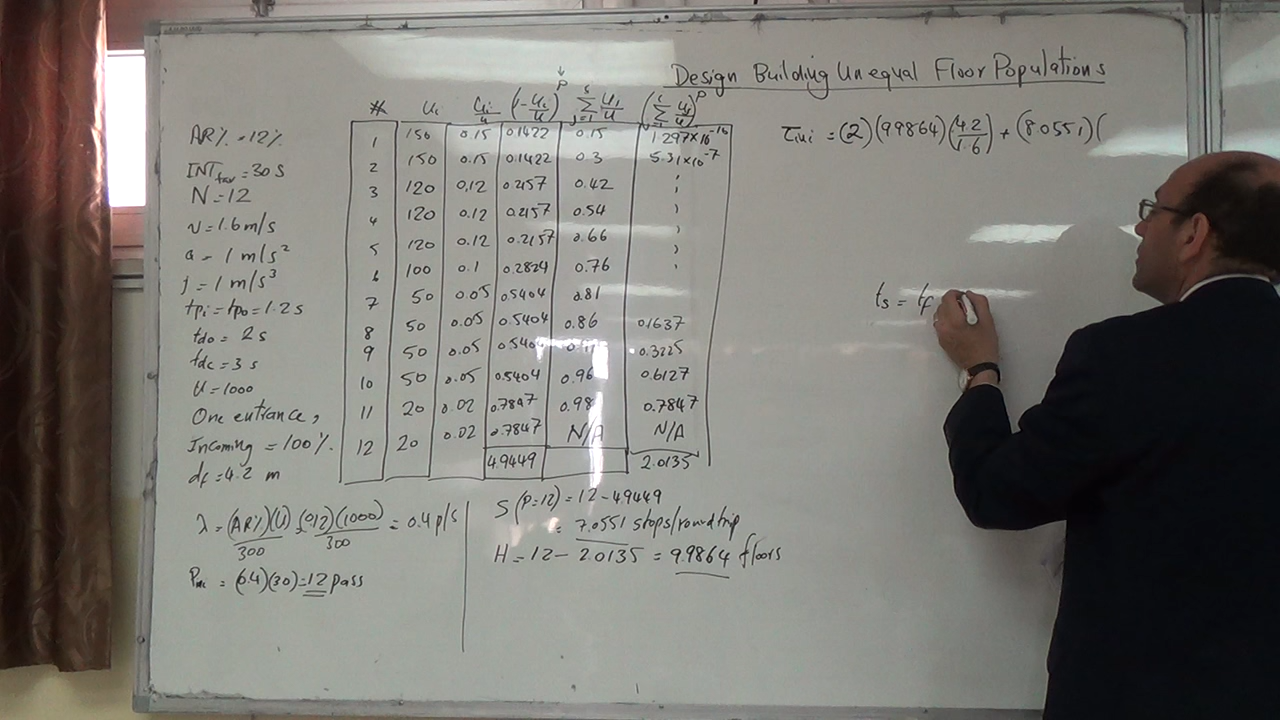 Design Building Unequal Floor Populations
AR% = 12%
INT = 30 s
N = 12
v = 1.6 m/s
a = 1 m/s²
j = 1 m/s³
tpi = tpo = 1.2 s
tdo = 2 s
tdc = 3 s
U = 1000
One entrance,
Incoming = 100%.
df = 4.2 m
# Ui Ui/U (1-Ui/U)^P Σ Ui/U (Σ Ui/U)^P
1 150 0.15 0.1422 0.15 1.297×10⁻¹⁰
2 150 0.15 0.1422 0.3 5.31×10⁻⁷
3 120 0.12 0.2157 0.42 ,
4 120 0.12 0.2157 0.54 ,
5 120 0.12 0.2157 0.66 ,
6 100 0.1 0.2824 0.76 ,
7 50 0.05 0.5404 0.81
8 50 0.05 0.5404 0.86 0.1637
9 50 0.05 0.5404 0.3225
10 50 0.05 0.5404 0.96 0.6127
11 20 0.02 0.7847 0.98 0.7847
12 20 0.02 0.7847 N/A N/A
4.9449 2.0135
λ = (AR%)(U)/300 = (0.12)(1000)/300 = 0.4 p/s
= (0.4)(30) = 12 pass
S (P=12) = 12 - 4.9449
= 7.0551 stops/round trip
H = 12 - 2.0135 = 9.9864 floors
= (2)(9.9864)(4.2/1.6) + (8.0551)(
ts = tf